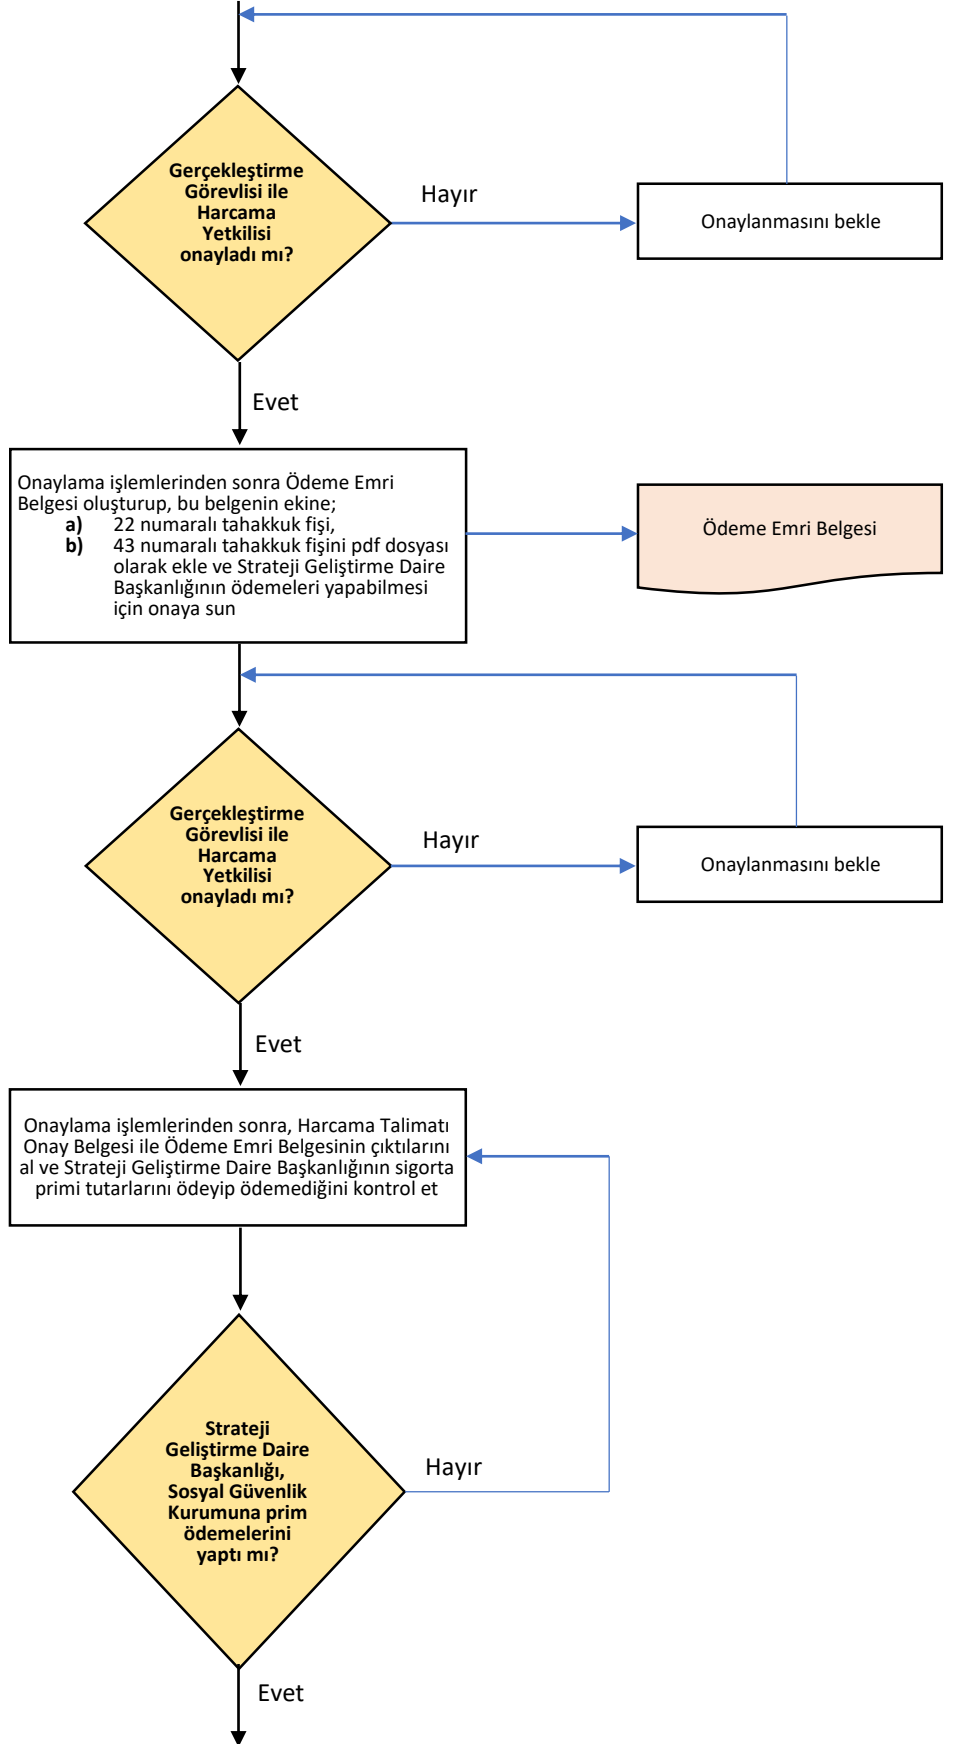 Gerçekleştirme
Görevlisi ile
Harcama
Yetkilisi
onayladı mı?
Hayır
Onaylanmasını bekle
Evet
Onaylama işlemlerinden sonra Ödeme Emri
Belgesi oluşturup, bu belgenin ekine;
a) 22 numaralı tahakkuk fişi,
b) 43 numaralı tahakkuk fişini pdf dosyası
olarak ekle ve Strateji Geliştirme Daire
Başkanlığının ödemeleri yapabilmesi
için onaya sun
Ödeme Emri Belgesi
Gerçekleştirme
Görevlisi ile
Harcama
Yetkilisi
onayladı mı?
Hayır
Onaylanmasını bekle
Evet
Onaylama işlemlerinden sonra, Harcama Talimatı
Onay Belgesi ile Ödeme Emri Belgesinin çıktılarını
al ve Strateji Geliştirme Daire Başkanlığının sigorta
primi tutarlarını ödeyip ödemediğini kontrol et
Strateji
Geliştirme Daire
Başkanlığı,
Sosyal Güvenlik
Kurumuna prim
ödemelerini
yaptı mı?
Hayır
Evet